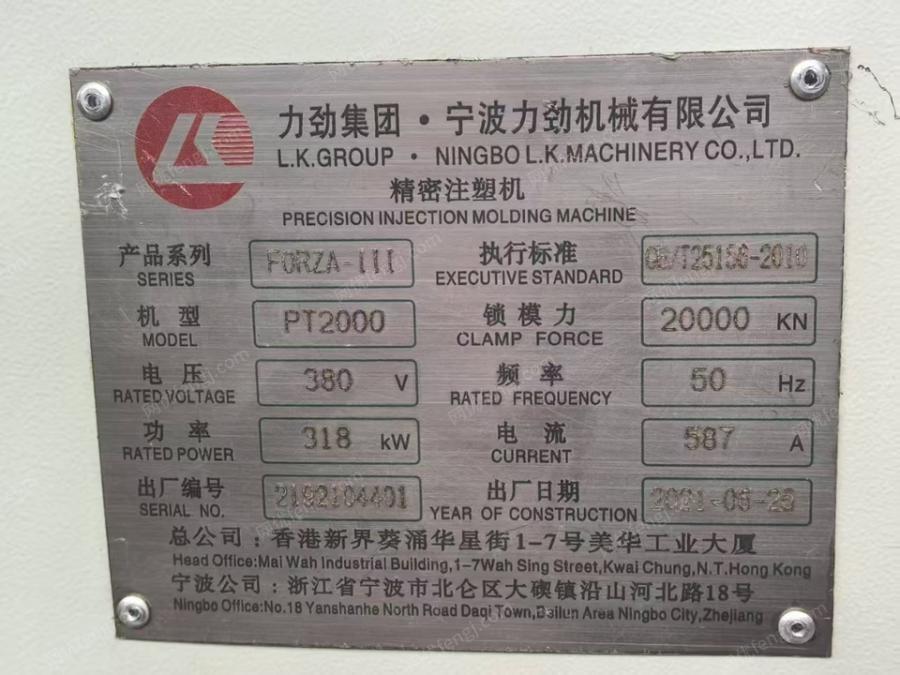 LK
力劲集团・宁波力劲机械有限公司
L.K.GROUP・NINGBO L.K.MACHINERY CO.,LTD.
精密注塑机
PRECISION INJECTION MOLDING MACHINE
产品系列 FORZA-III 执行标准
SERIES EXECUTIVE STANDARD
机型 PT2000 锁模力 20000 KN
MODEL CLAMP FORCE
电压 380 V 频率 50 Hz
RATED VOLTAGE RATED FREQUENCY
功率 318 kW 电流 587 A
RATED POWER CURRENT
出厂编号 出厂日期
SERIAL NO. YEAR OF CONSTRUCTION
总公司：香港新界葵涌华星街1-7号美华工业大厦
Head Office:Mai Wah Industrial Building,1-7Wah Sing Street,Kwai Chung,N.T.Hong Kong
宁波公司：浙江省宁波市北仑区大碶镇沿山河北路18号
Ningbo Office:No.18 Yanshanhe North Road Daqi Town,Bailun Area Ningbo City,Zhejiang